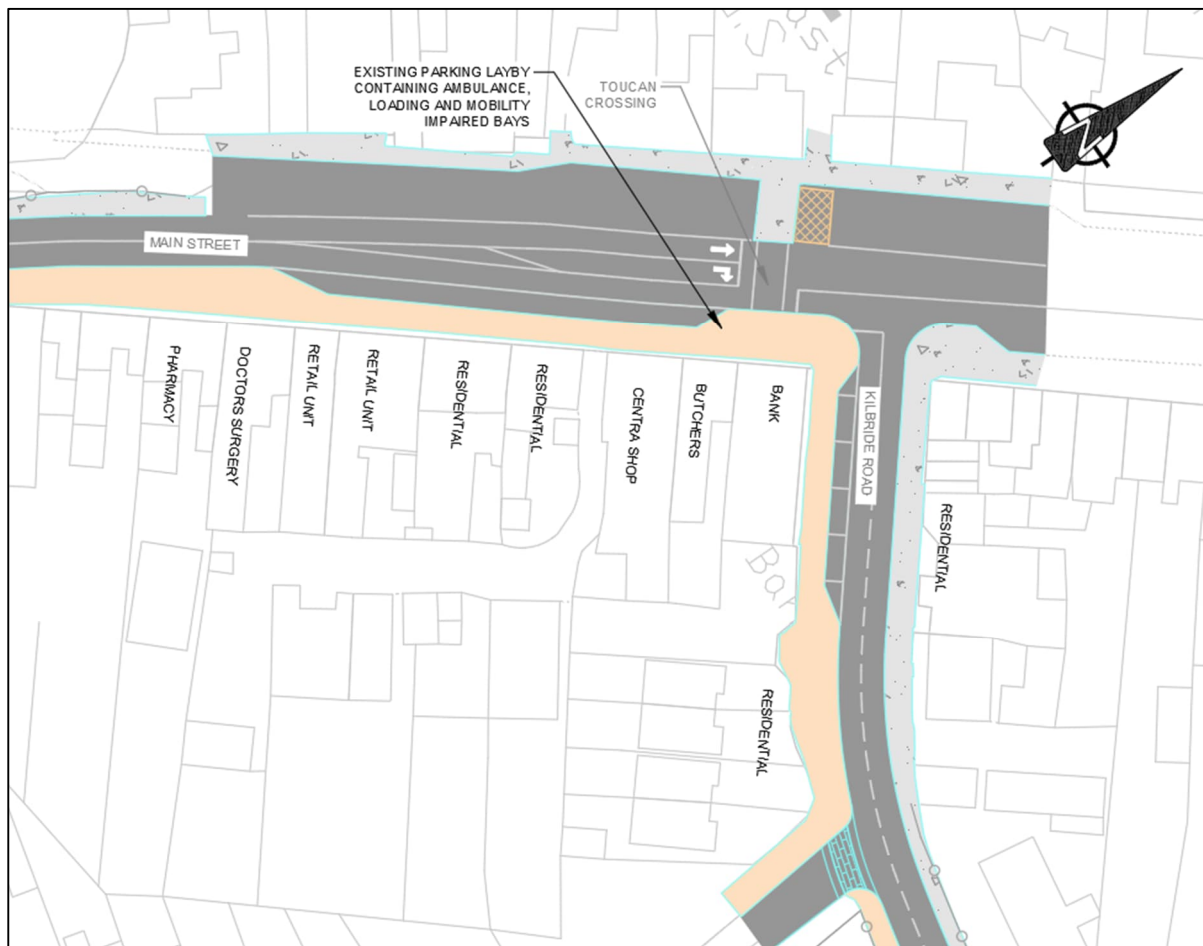 EXISTING PARKING LAYBY
CONTAINING AMBULANCE,
LOADING AND MOBILITY
IMPAIRED BAYS
TOUCAN
CROSSING
MAIN STREET
PHARMACY
DOCTORS SURGERY
RETAIL UNIT
RETAIL UNIT
RESIDENTIAL
RESIDENTIAL
CENTRA SHOP
BUTCHERS
BANK
KILBRIDE ROAD
RESIDENTIAL
RESIDENTIAL